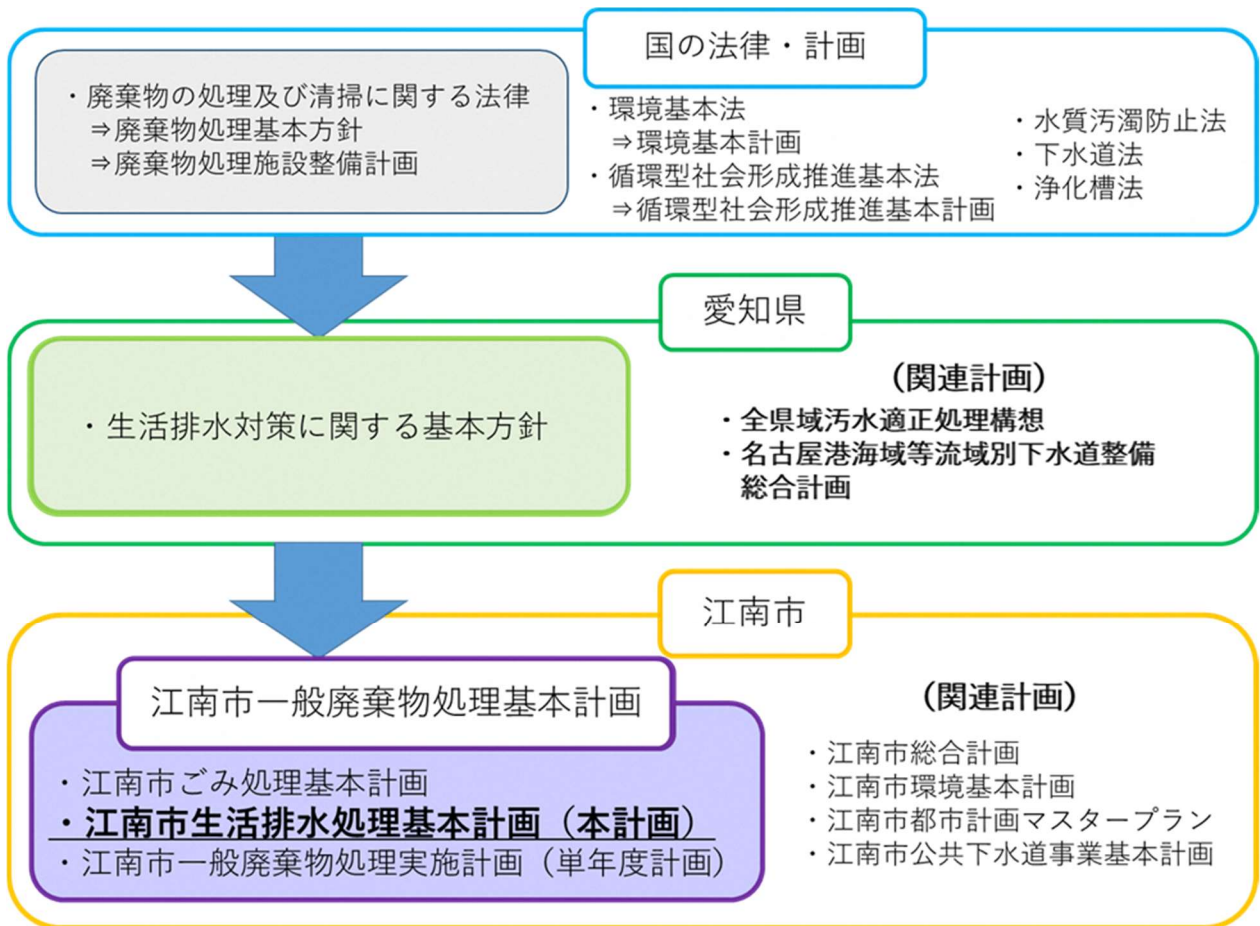 国の法律・計画
・廃棄物の処理及び清掃に関する法律
⇒廃棄物処理基本方針
⇒廃棄物処理施設整備計画
・環境基本法
⇒環境基本計画
・循環型社会形成推進基本法
⇒循環型社会形成推進基本計画
・水質汚濁防止法
・下水道法
・浄化槽法
愛知県
・生活排水対策に関する基本方針
（関連計画）
・全県域汚水適正処理構想
・名古屋港海域等流域別下水道整備
総合計画
江南市
江南市一般廃棄物処理基本計画
・江南市ごみ処理基本計画
・江南市生活排水処理基本計画（本計画）
・江南市一般廃棄物処理実施計画（単年度計画）
（関連計画）
・江南市総合計画
・江南市環境基本計画
・江南市都市計画マスタープラン
・江南市公共下水道事業基本計画